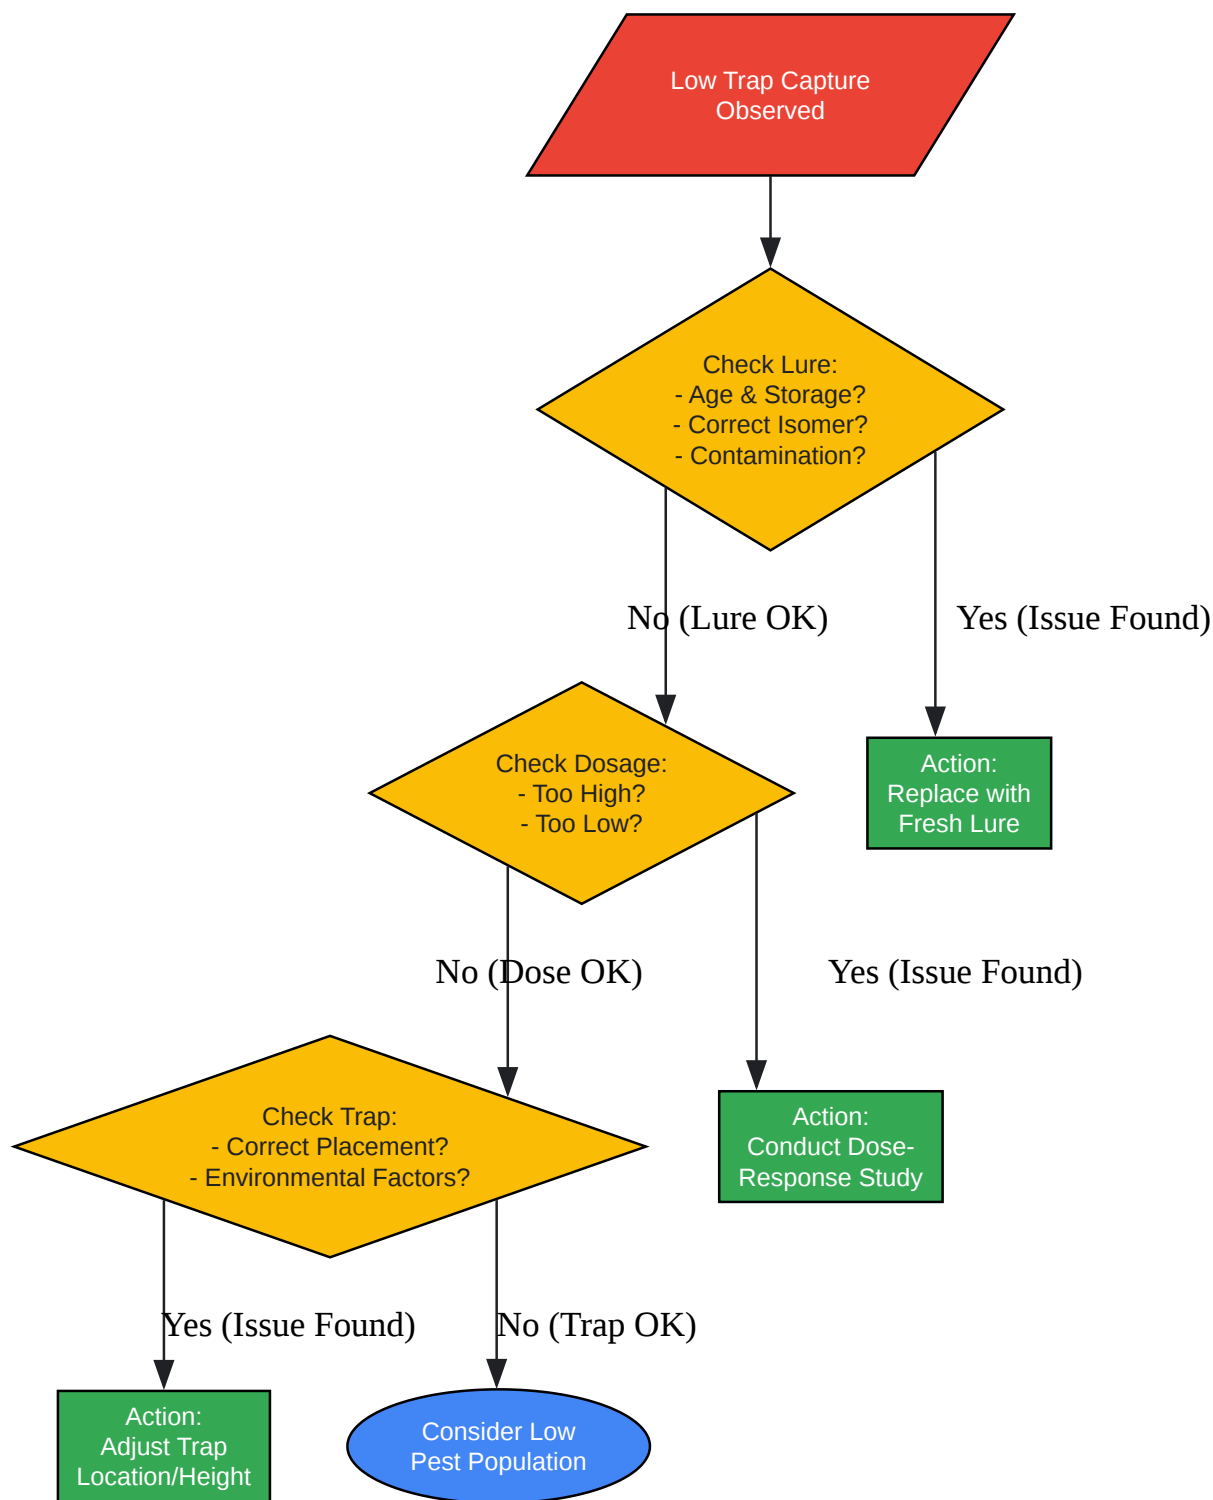 Low Trap Capture
Observed
Check Lure:
- Age & Storage?
- Correct Isomer?
- Contamination?
No (Lure OK)
Yes (Issue Found)
Check Dosage:
- Too High?
- Too Low?
Action:
Replace with
Fresh Lure
No (Dose OK)
Yes (Issue Found)
Check Trap:
- Correct Placement?
- Environmental Factors?
Action:
Conduct Dose-
Response Study
Yes (Issue Found)
No (Trap OK)
Action:
Adjust Trap
Location/Height
Consider Low
Pest Population